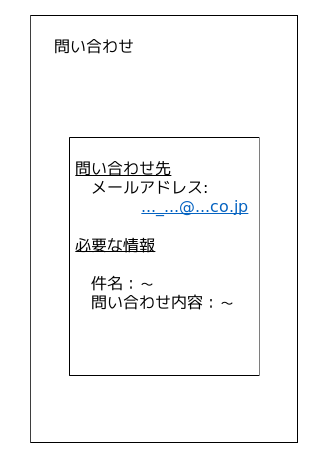 問い合わせ
問い合わせ先
メールアドレス:
..._...@...co.jp
必要な情報
件名：～
問い合わせ内容：～